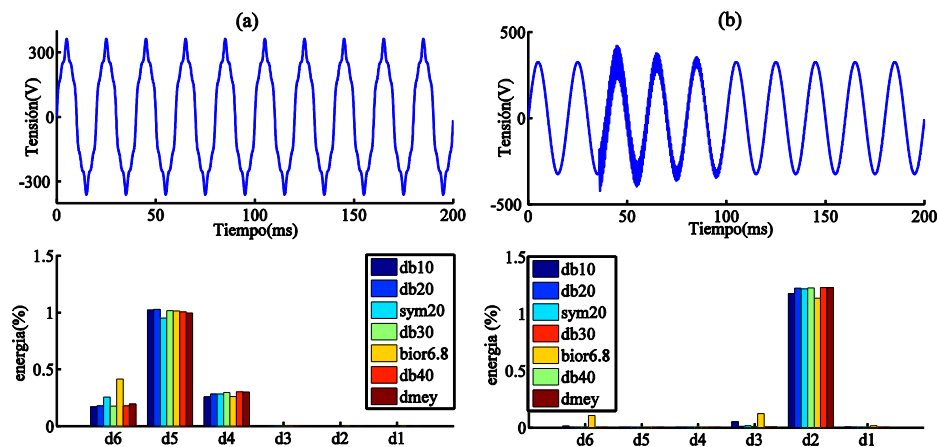 (a)
300
0
-300
Tensión(V)
0 50 100 150 200
Tiempo(ms)
(b)
500
0
-500
Tensión(V)
0 50 100 150 200
Tiempo(ms)
1.5
1
0.5
0
energia(%)
db10
db20
sym20
db30
bior6.8
db40
dmey
d6 d5 d4 d3 d2 d1
1.5
1
0.5
0
energia (%)
db10
db20
sym20
db30
bior6.8
db40
dmey
d6 d5 d4 d3 d2 d1